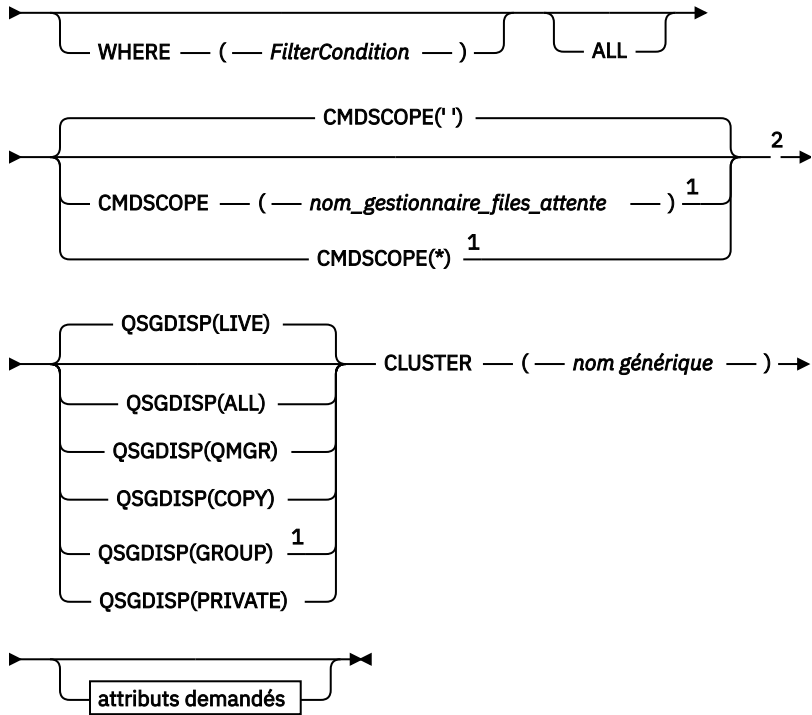 WHERE ( FilterCondition ) ALL
CMDSCOPE(' ')
2
CMDSCOPE ( nom_gestionnaire_files_attente ) 1
CMDSCOPE(*) 1
QSGDISP(LIVE) CLUSTER ( nom générique )
QSGDISP(ALL)
QSGDISP(QMGR)
QSGDISP(COPY)
QSGDISP(GROUP) 1
QSGDISP(PRIVATE)
attributs demandés